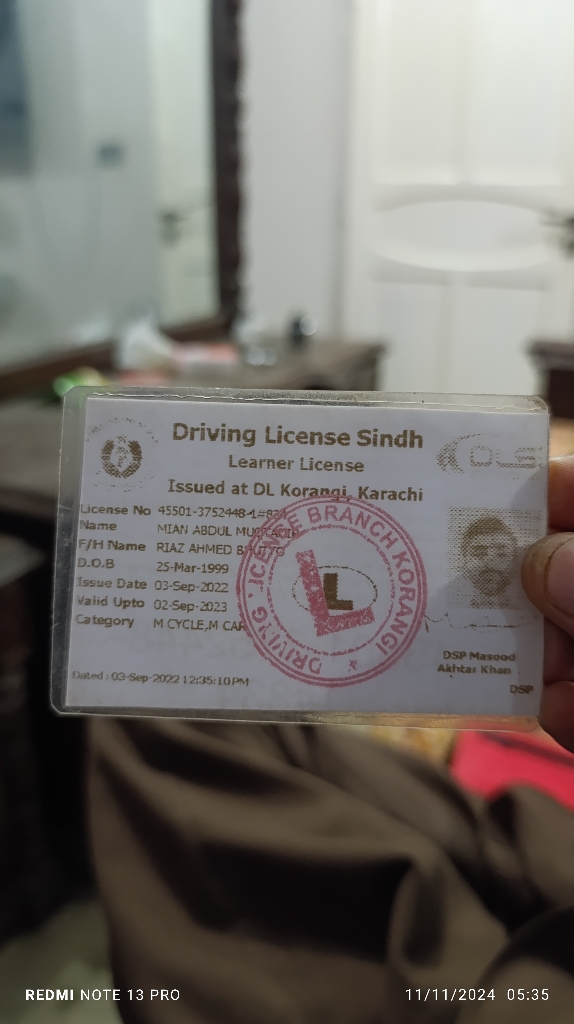 Driving License Sindh
DLS
Learner License
Issued at DL Korangi, Karachi
License No 45501-3752448-1#
Name MIAN ABDUL
F/H Name RIAZ AHMED
D.O.B 25-Mar-1999
Issue Date 03-Sep-2022
Valid Upto 02-Sep-2023
Category M CYCLE,M CAR
DRIVING LICENSE BRANCH KORANGI
L
L
DSP Masood
Akhtar Khan
DSP
Dated : 03-Sep-2022 12:35:10 PM
REDMI NOTE 13 PRO
11/11/2024 05:35